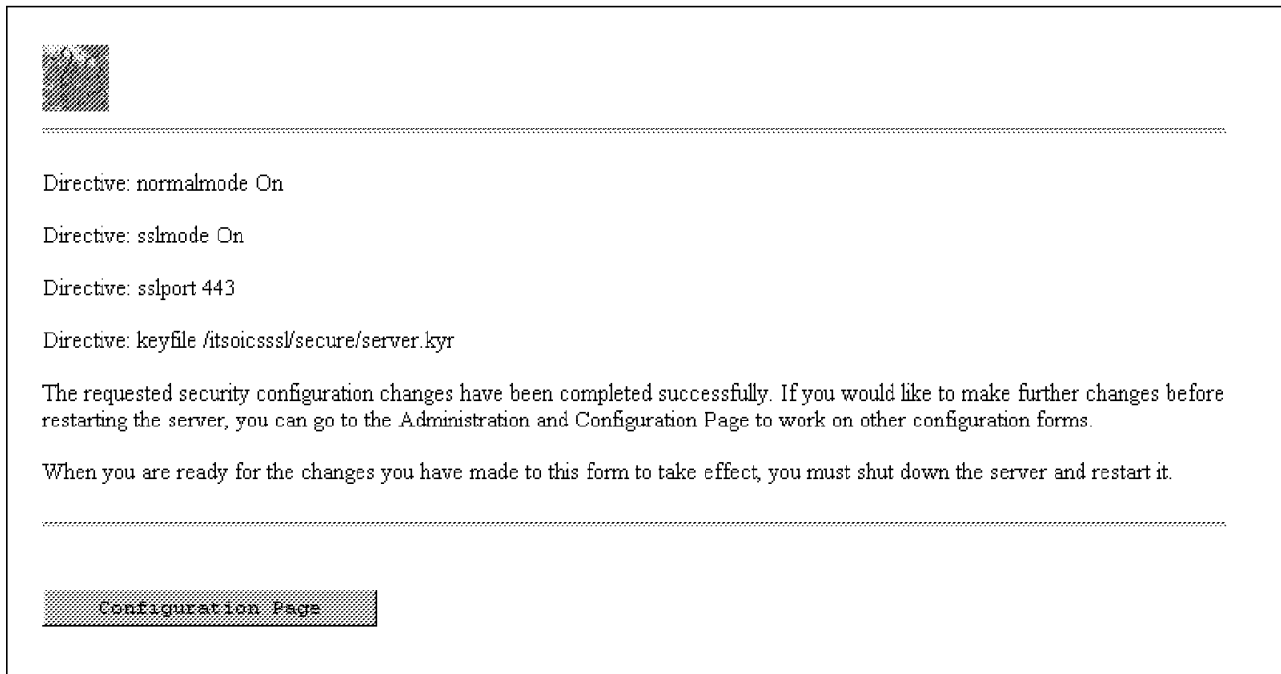 Directive: normalmode On
Directive: sslmode On
Directive: sslport 443
Directive: keyfile /itsoicsssl/secure/server.kyr
The requested security configuration changes have been completed successfully. If you would like to make further changes before
restarting the server, you can go to the Administration and Configuration Page to work on other configuration forms.
When you are ready for the changes you have made to this form to take effect, you must shut down the server and restart it.
Configuration Page